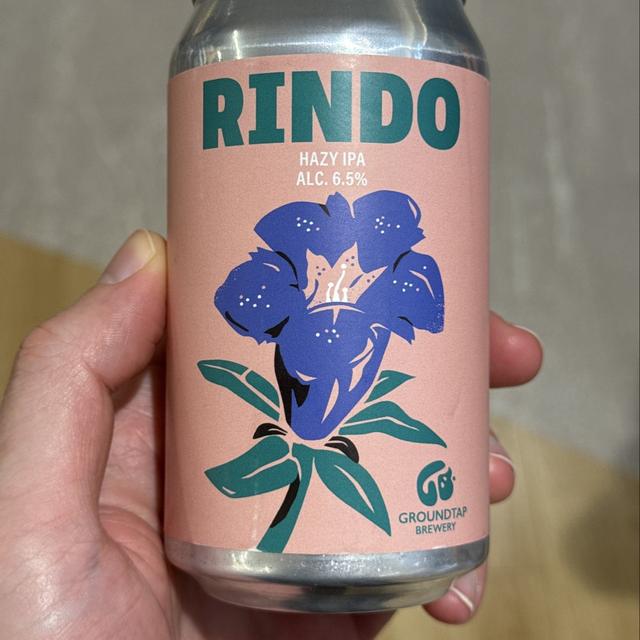 RINDO
HAZY IPA
ALC. 6.5%
GROUNDTAP
BREWERY